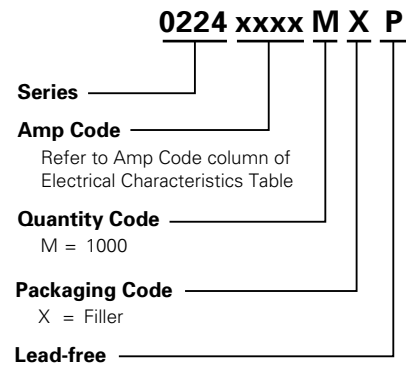 0224 xxxx M X P
Series
Amp Code
Refer to Amp Code column of
Electrical Characteristics Table
Quantity Code
M = 1000
Packaging Code
X = Filler
Lead-free